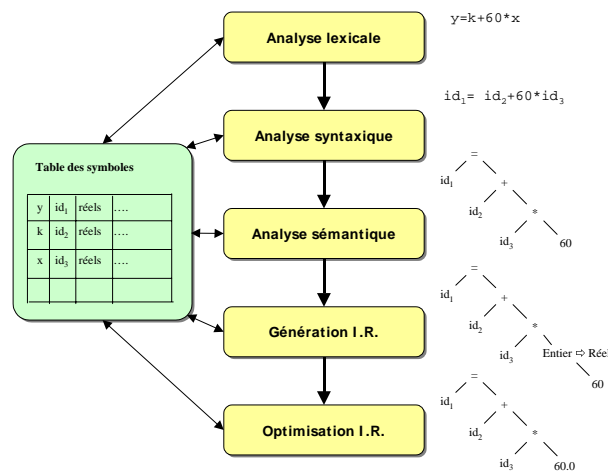 Analyse lexicale
y=k+60*x
id1= id2+60*id3
Analyse syntaxique
Table des symboles
y id1 réels ….
k id2 réels ….
x id3 réels ….
=
id1 +
id2 *
id3 60
Analyse sémantique
=
id1 +
id2 *
id3 Entier ⇨ Réel
60
Génération I.R.
=
id1 +
id2 *
id3 60.0
Optimisation I.R.